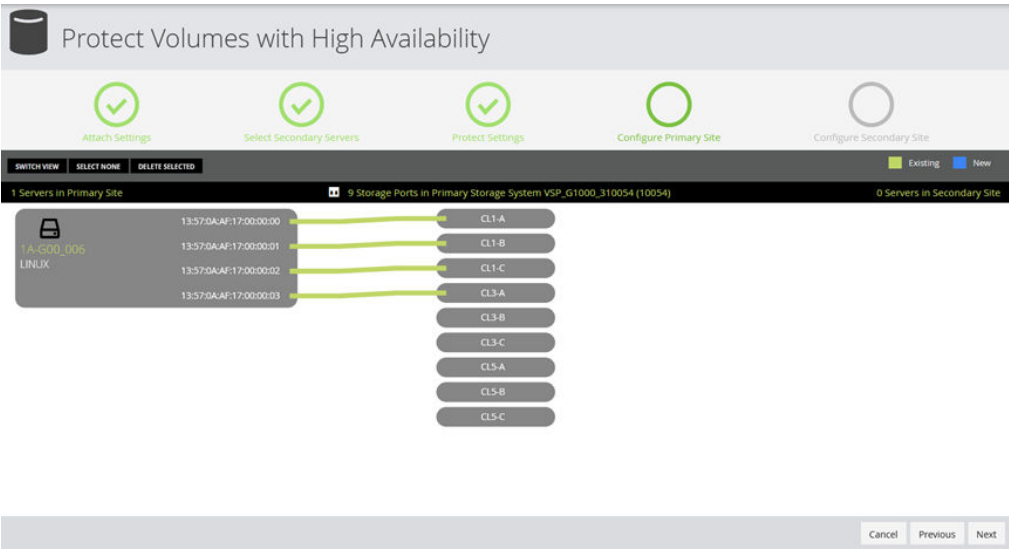 Protect Volumes with High Availability
Attach Settings
Select Secondary Servers
Protect Settings
Configure Primary Site
Configure Secondary Site
SWITCH VIEW SELECT NONE DELETE SELECTED Existing New
1 Servers in Primary Site 9 Storage Ports in Primary Storage System VSP_G1000_310054 (10054) 0 Servers in Secondary Site
1A-G00_006
LINUX
13:57:0A:AF:17:00:00:00
13:57:0A:AF:17:00:00:01
13:57:0A:AF:17:00:00:02
13:57:0A:AF:17:00:00:03
CL1-A
CL1-B
CL1-C
CL3-A
CL3-B
CL3-C
CL5-A
CL5-B
CL5-C
Cancel Previous Next